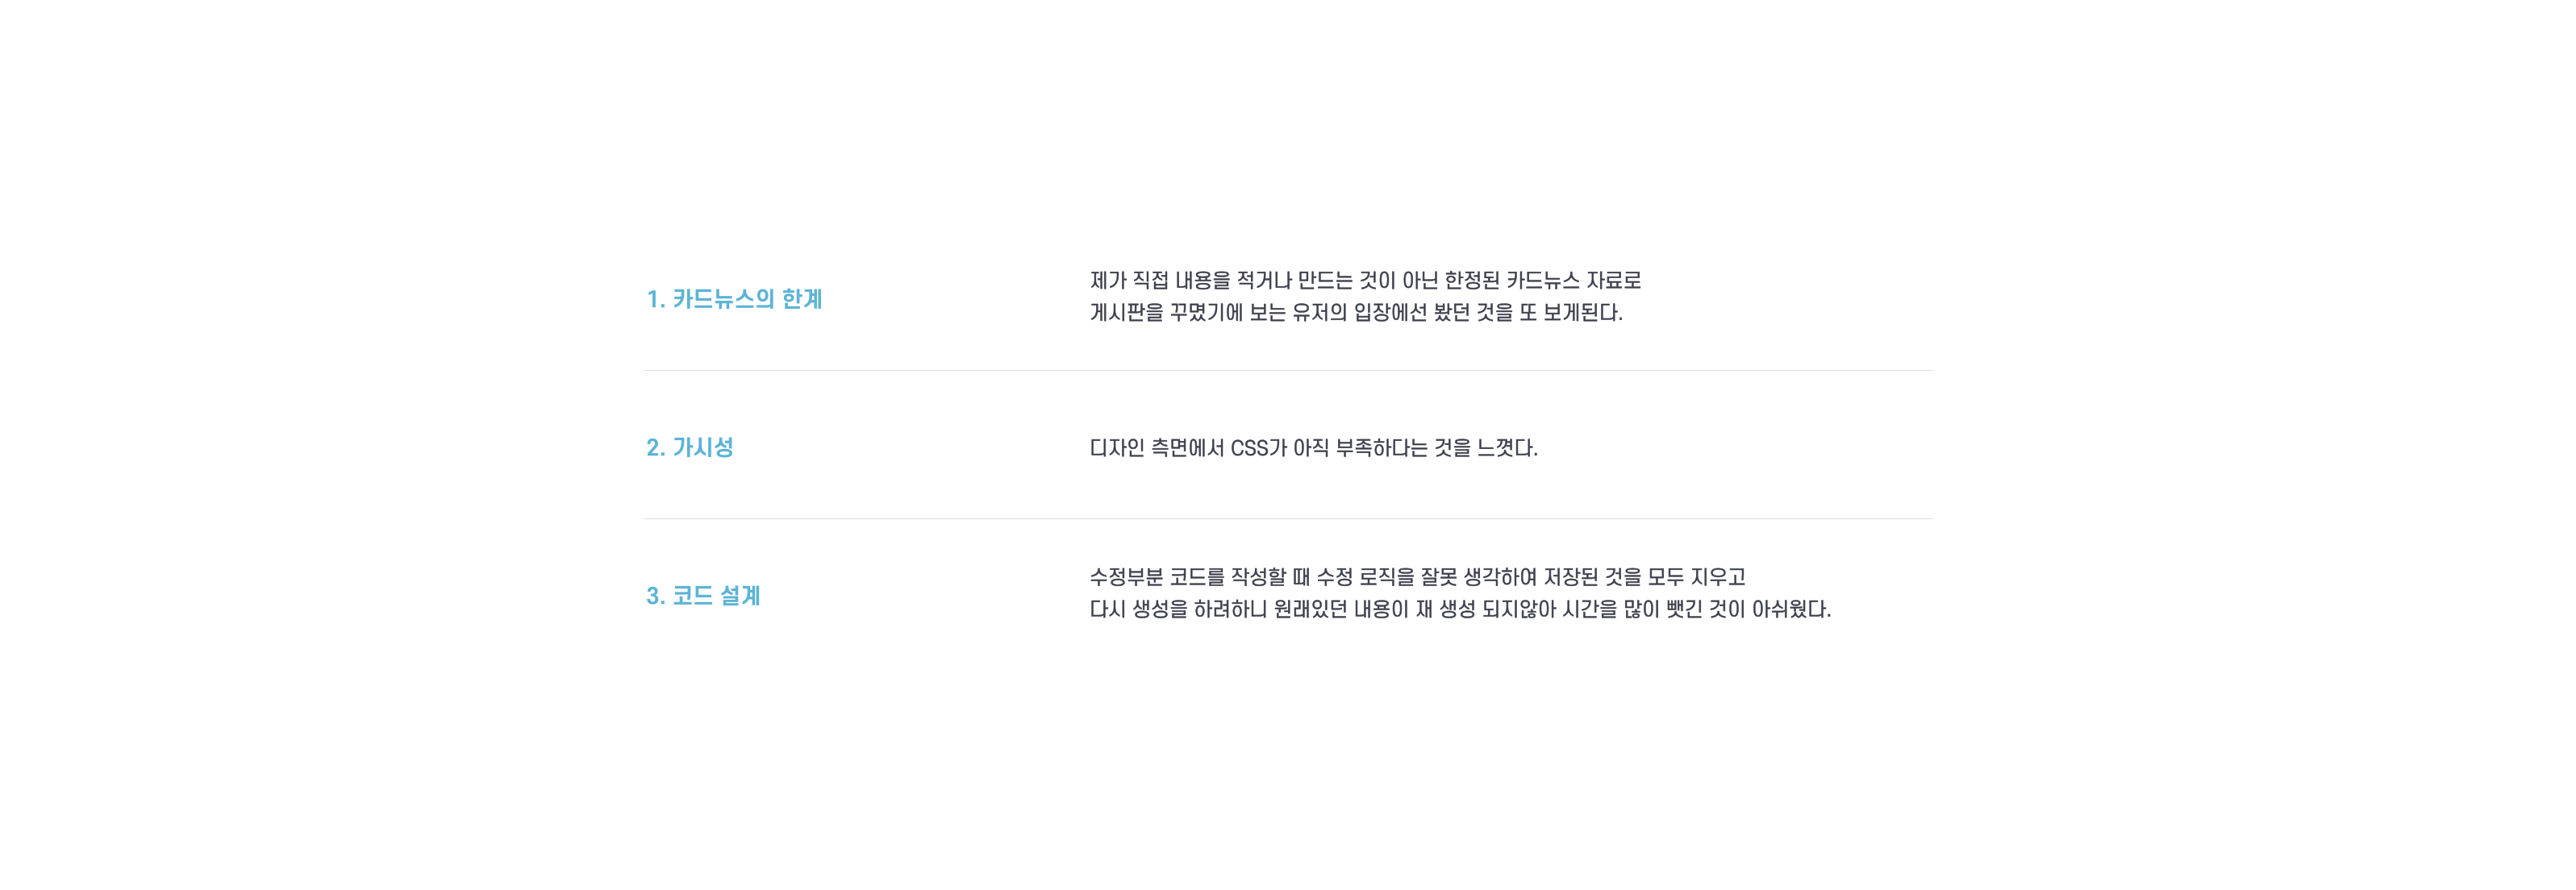 1. 카드뉴스의 한계
제가 직접 내용을 적거나 만드는 것이 아닌 한정된 카드뉴스 자료로
게시판을 꾸몄기에 보는 유저의 입장에선 봤던 것을 또 보게된다.
2. 가시성
디자인 측면에서 CSS가 아직 부족하다는 것을 느꼇다.
3. 코드 설계
수정부분 코드를 작성할 때 수정 로직을 잘못 생각하여 저장된 것을 모두 지우고
다시 생성을 하려하니 원래있던 내용이 재 생성 되지않아 시간을 많이 뺏긴 것이 아쉬웠다.